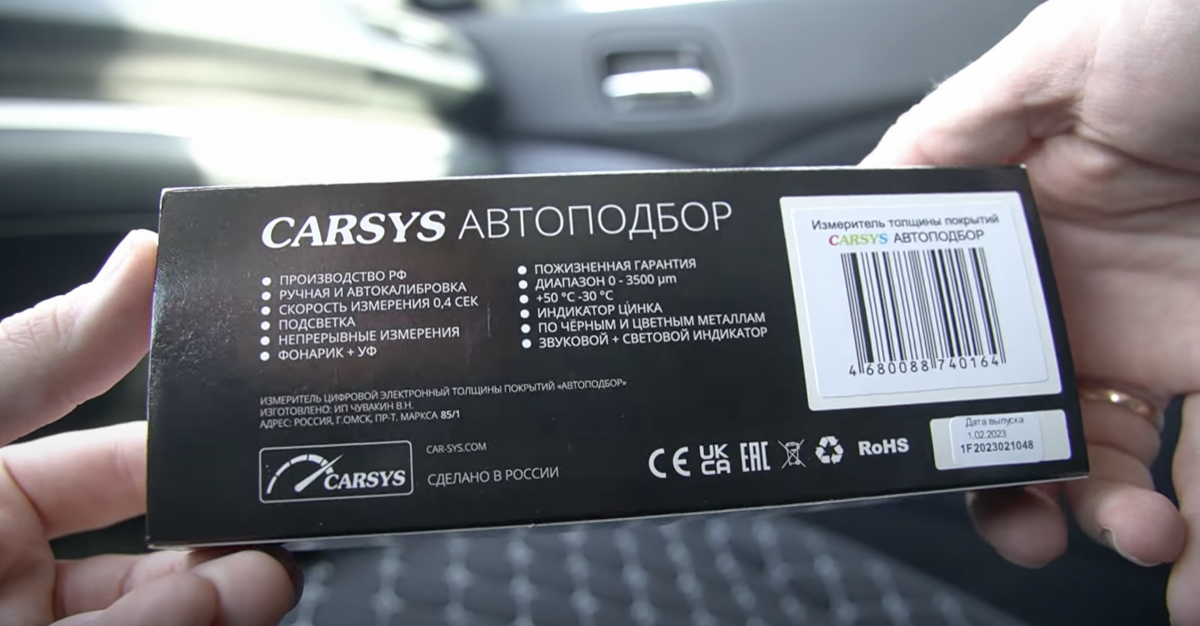 CARSYS АВТОПОДБОР
ПРОИЗВОДСТВО РФ
РУЧНАЯ И АВТОКАЛИБРОВКА
СКОРОСТЬ ИЗМЕРЕНИЯ 0,4 СЕК
ПОДСВЕТКА
НЕПРЕРЫВНЫЕ ИЗМЕРЕНИЯ
ФОНАРИК + УФ
ПОЖИЗНЕННАЯ ГАРАНТИЯ
ДИАПАЗОН 0 - 3500 μm
+50 °C -30 °C
ИНДИКАТОР ЦИНКА
ПО ЧЁРНЫМ И ЦВЕТНЫМ МЕТАЛЛАМ
ЗВУКОВОЙ + СВЕТОВОЙ ИНДИКАТОР
ИЗМЕРИТЕЛЬ ЦИФРОВОЙ ЭЛЕКТРОННЫЙ ТОЛЩИНЫ ПОКРЫТИЙ «АВТОПОДБОР»
ИЗГОТОВЛЕНО: ИП ЧУВАКИН В.Н.
АДРЕС: РОССИЯ, Г.ОМСК, ПР-Т. МАРКСА 85/1
CARSYS
CAR-SYS.COM
СДЕЛАНО В РОССИИ
CE UK CA EAC RoHS
Измеритель толщины покрытий
CARSYS АВТОПОДБОР
4 680088 740164
Дата выпуска
1.02.2023
1F2023021048